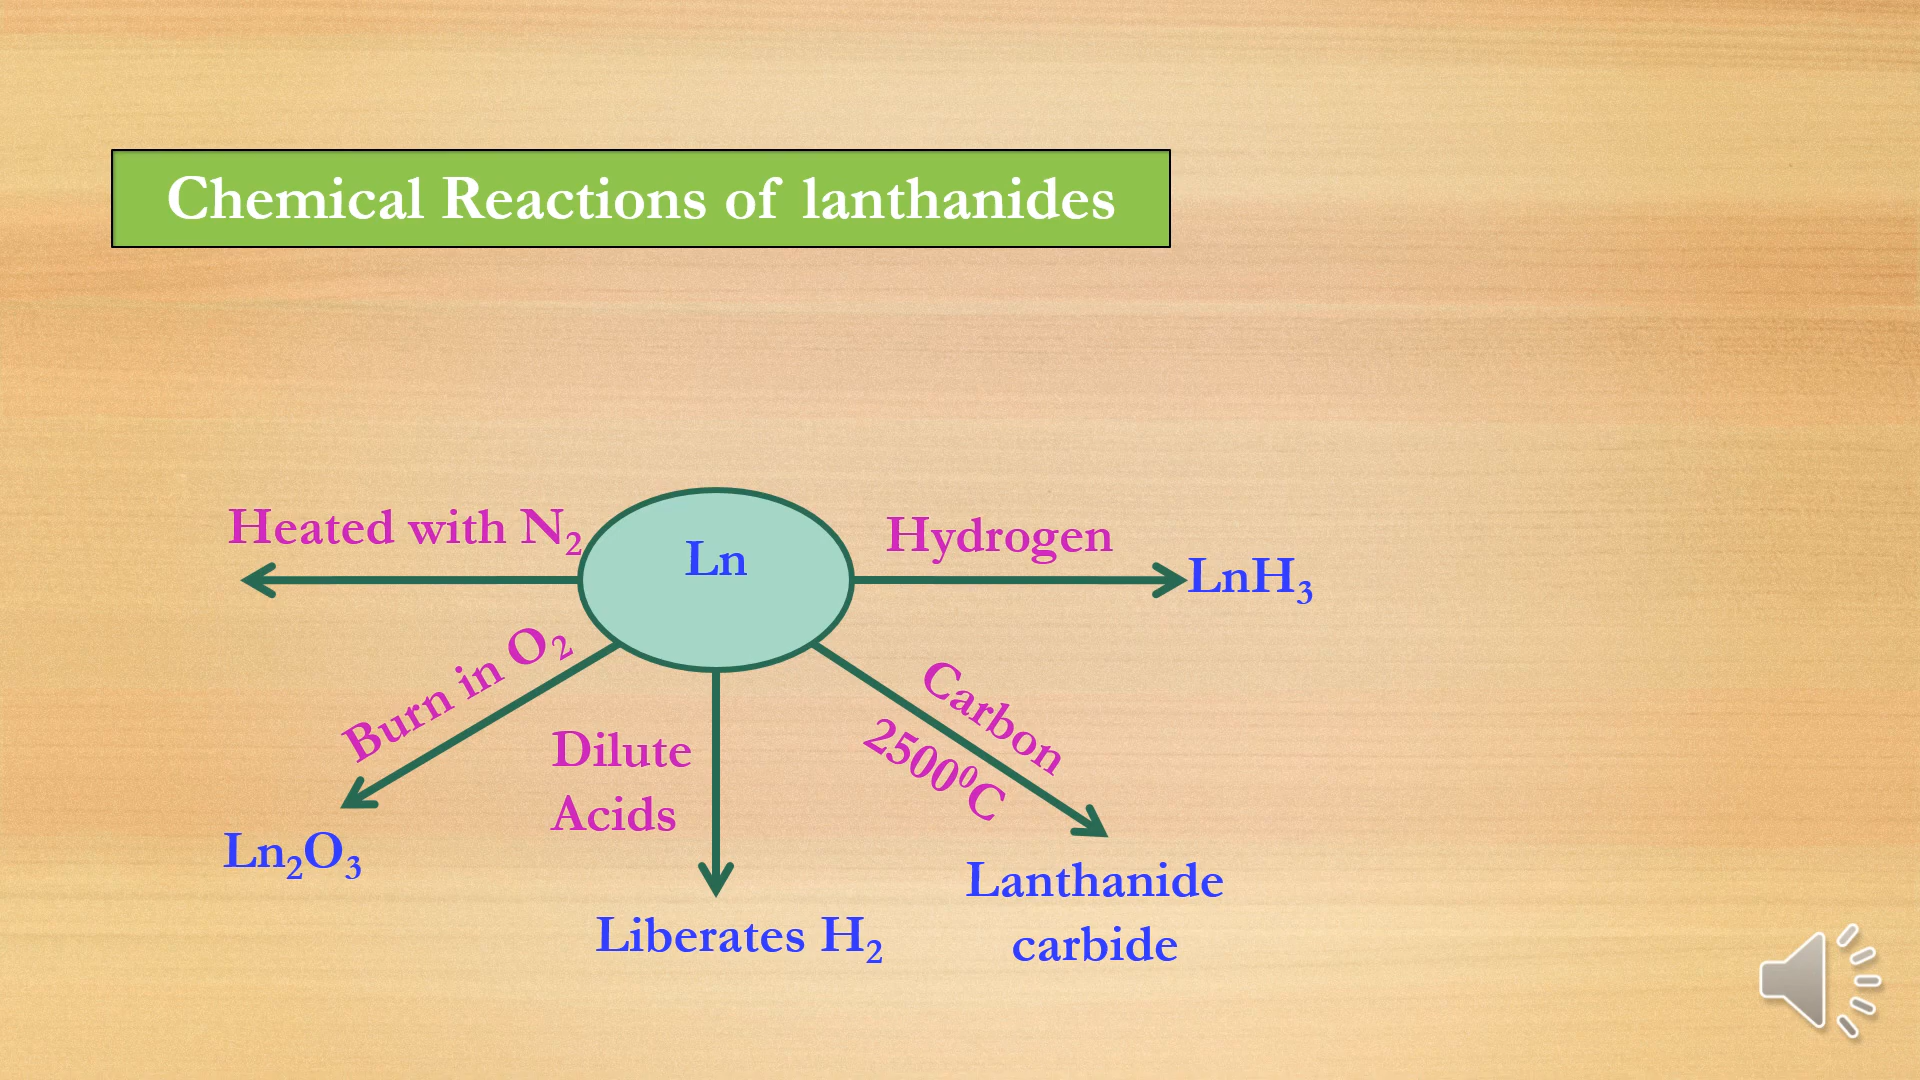 Chemical Reactions of lanthanides
Heated with N₂
Ln
Hydrogen
LnH₃
Burn in O₂
Carbon
2500⁰C
Dilute
Acids
Ln₂O₃
Lanthanide
carbide
Liberates H₂